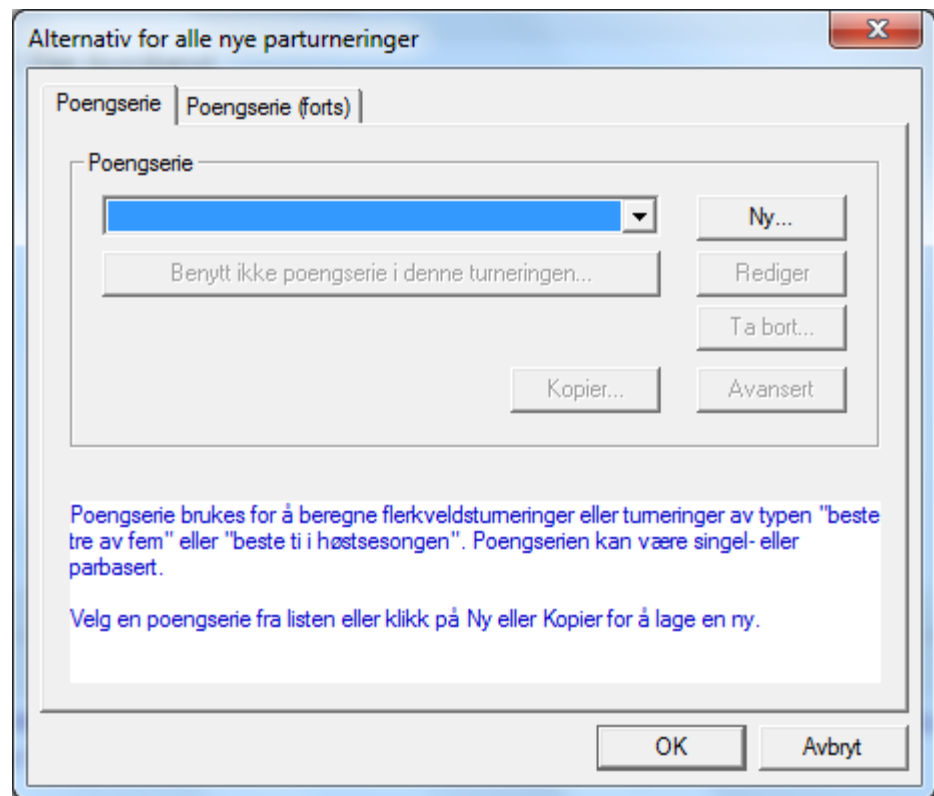 Alternativ for alle nye parturneringer
Poengserie
Poengserie (forts)
Poengserie
Ny...
Benytt ikke poengserie i denne turneringen...
Rediger
Ta bort...
Kopier...
Avansert
Poengserie brukes for å beregne flerkveldsturneringer eller turneringer av typen "beste
tre av fem" eller "beste ti i høstsesongen". Poengserien kan være singel- eller
parbasert.
Velg en poengserie fra listen eller klikk på Ny eller Kopier for å lage en ny.
OK
Avbryt